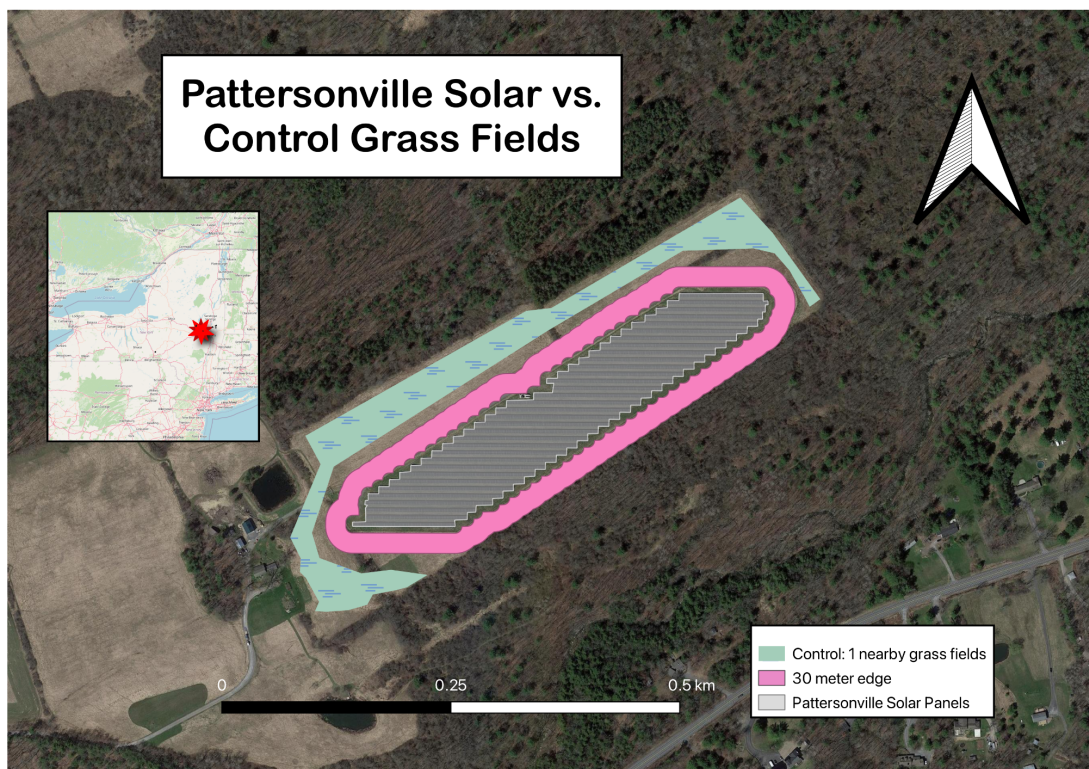 Pattersonville Solar vs.
Control Grass Fields
0
0.25
0.5 km
Control: 1 nearby grass fields
30 meter edge
Pattersonville Solar Panels